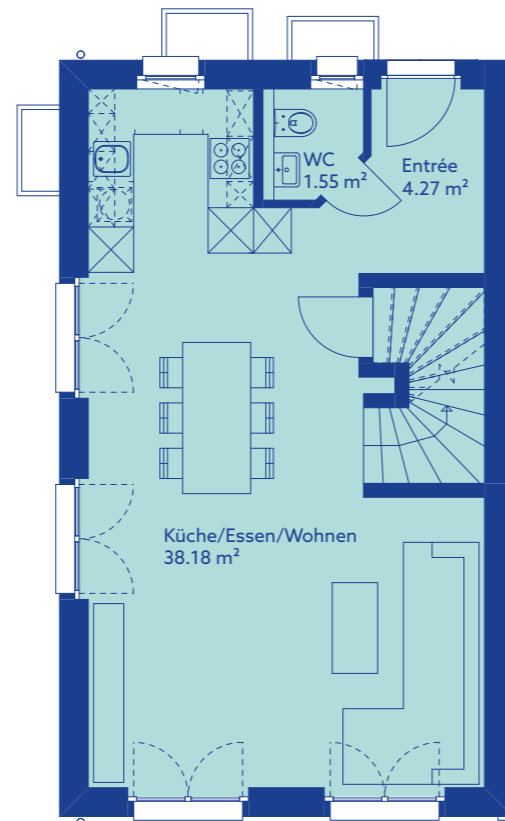 WC
1.55 m²
Entrée
4.27 m²
Küche/Essen/Wohnen
38.18 m²